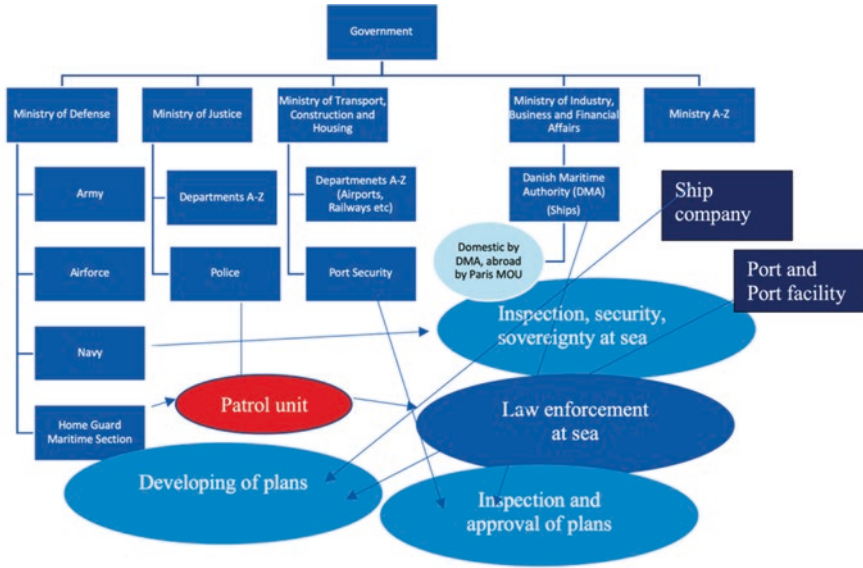 Government
Ministry of Defense
Ministry of Justice
Ministry of Transport,
Construction and
Housing
Ministry of Industry,
Business and Financial
Affairs
Ministry A-Z
Army
Departments A-Z
Departmenets A-Z
(Airports,
Railways etc)
Danish Maritime
Authority (DMA)
(Ships)
Ship
company
Airforce
Police
Port Security
Domestic by
DMA, abroad
by Paris MOU
Port and
Port facility
Navy
Inspection, security,
sovereignty at sea
Home Guard
Maritime Section
Patrol unit
Law enforcement
at sea
Developing of plans
Inspection and
approval of plans